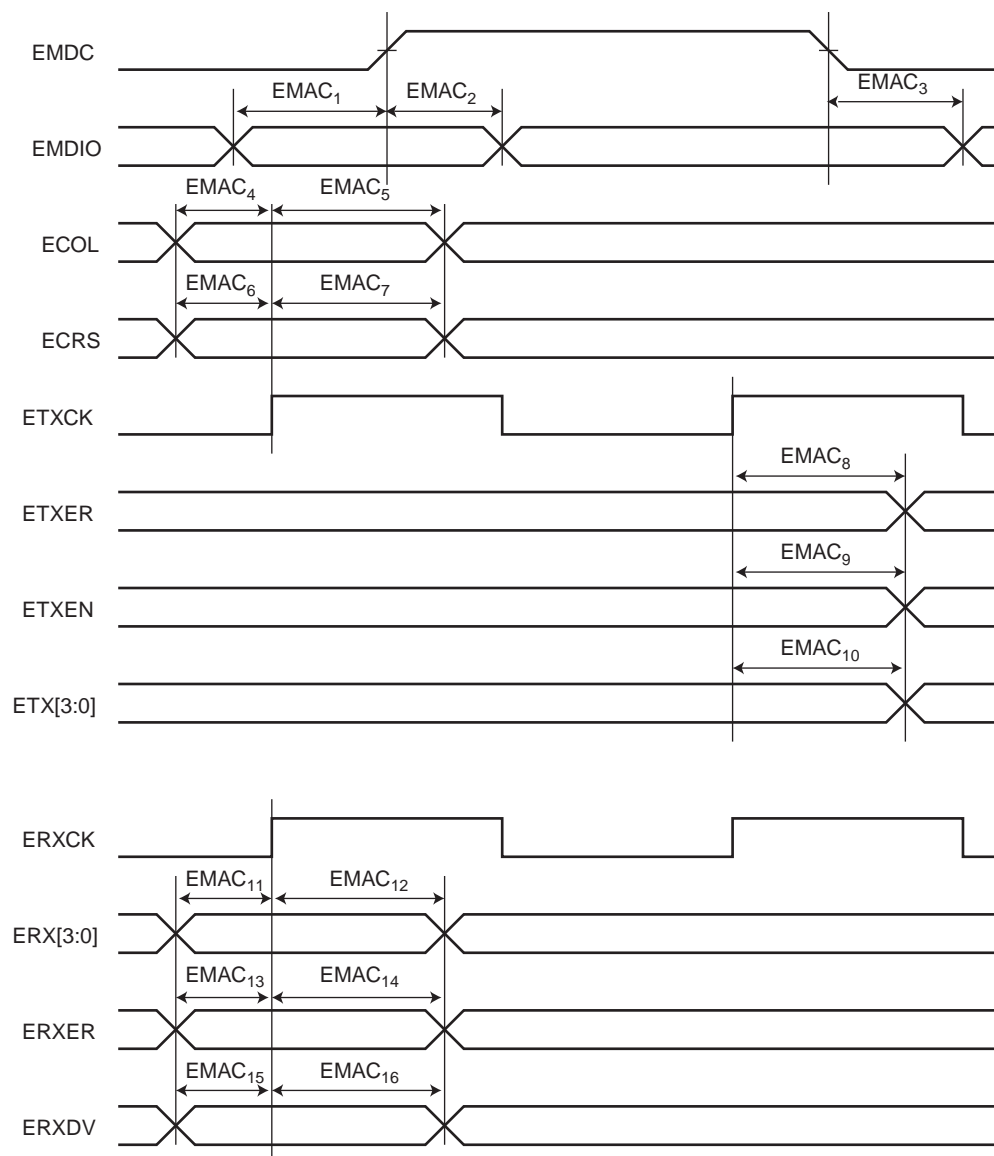 EMDC
EMAC₁ EMAC₂ EMAC₃
EMDIO
EMAC₄ EMAC₅
ECOL
EMAC₆ EMAC₇
ECRS
ETXCK
EMAC₈
ETXER
EMAC₉
ETXEN
EMAC₁₀
ETX[3:0]
ERXCK
EMAC₁₁ EMAC₁₂
ERX[3:0]
EMAC₁₃ EMAC₁₄
ERXER
EMAC₁₅ EMAC₁₆
ERXDV